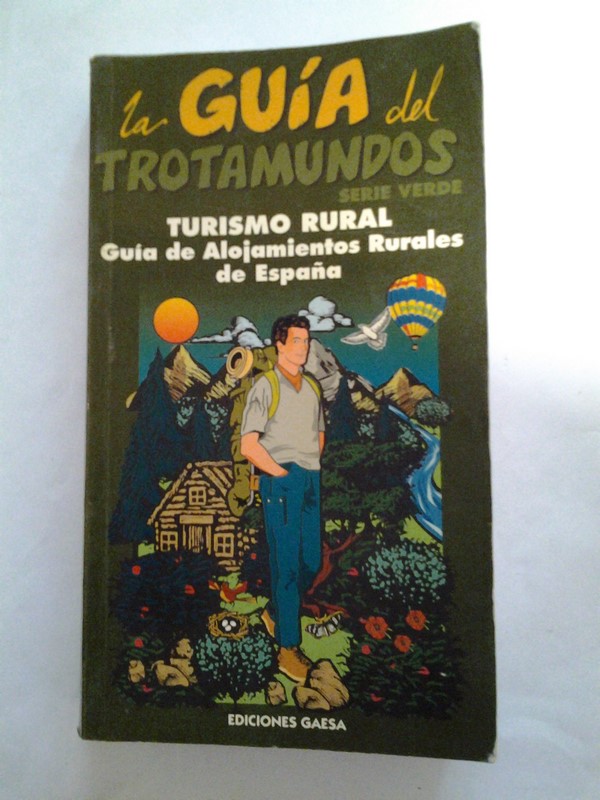 la GUÍA del
TROTAMUNDOS
SERIE VERDE
TURISMO RURAL
Guía de Alojamientos Rurales
de España
EDICIONES GAESA